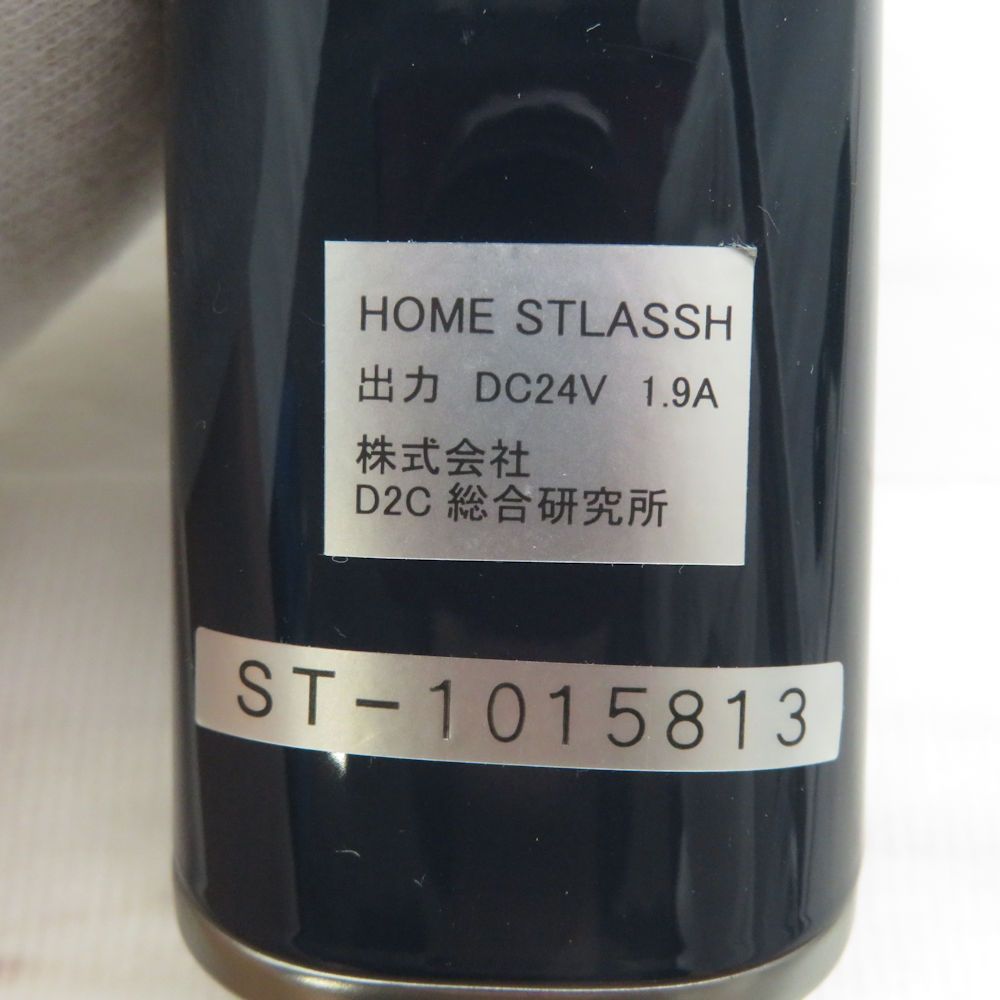 HOME STLASSH
出力 DC24V 1.9A
株式会社
D2C 総合研究所
ST-1015813